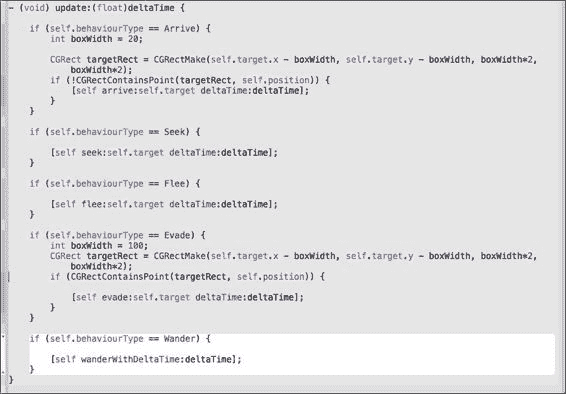 - (void) update:(float)deltaTime {
if (self.behaviourType == Arrive) {
int boxWidth = 20;
CGRect targetRect = CGRectMake(self.target.x - boxWidth, self.target.y - boxWidth, boxWidth*2,
boxWidth*2);
if (!CGRectContainsPoint(targetRect, self.position)) {
[self arrive:self.target deltaTime:deltaTime];
}
}
if (self.behaviourType == Seek) {
[self seek:self.target deltaTime:deltaTime];
}
if (self.behaviourType == Flee) {
[self flee:self.target deltaTime:deltaTime];
}
if (self.behaviourType == Evade) {
int boxWidth = 100;
CGRect targetRect = CGRectMake(self.target.x - boxWidth, self.target.y - boxWidth, boxWidth*2,
boxWidth*2);
if (CGRectContainsPoint(targetRect, self.position)) {
[self evade:self.target deltaTime:deltaTime];
}
}
if (self.behaviourType == Wander) {
[self wanderWithDeltaTime:deltaTime];
}
}